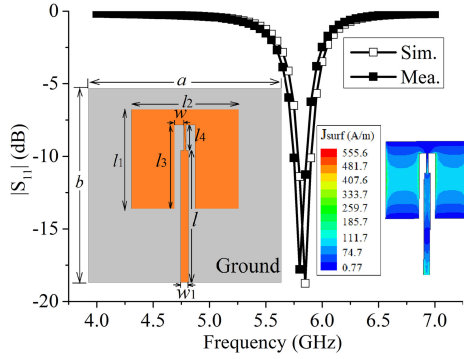 0
-5
-10
-15
-20
|S11| (dB)
4.0 4.5 5.0 5.5 6.0 6.5 7.0
Frequency (GHz)
Sim.
Mea.
a
b
l2
w
l1
l3
l4
l
w1
Ground
Jsurf (A/m)
555.6
481.7
407.6
333.7
259.7
185.7
111.7
74.7
0.77